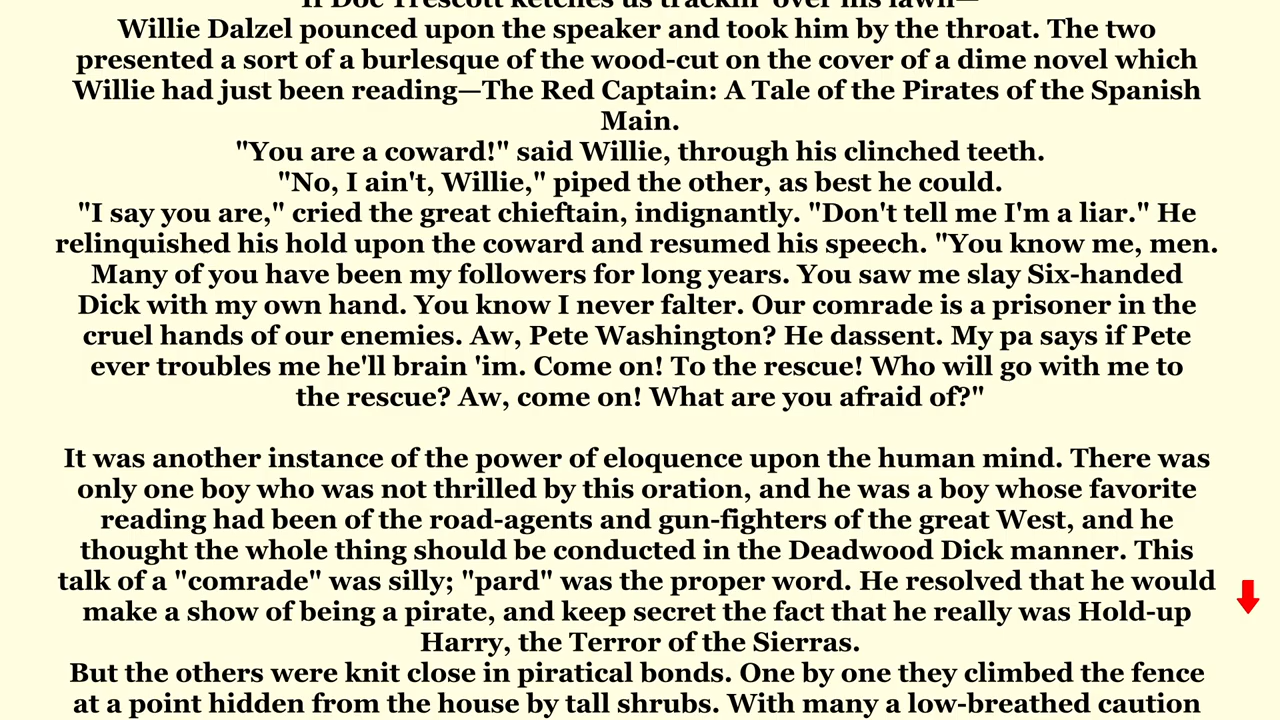 "If Doc Trescott ketches us trackin' over his lawn—
Willie Dalzel pounced upon the speaker and took him by the throat. The two
presented a sort of a burlesque of the wood-cut on the cover of a dime novel which
Willie had just been reading—The Red Captain: A Tale of the Pirates of the Spanish
Main.
"You are a coward!" said Willie, through his clinched teeth.
"No, I ain't, Willie," piped the other, as best he could.
"I say you are," cried the great chieftain, indignantly. "Don't tell me I'm a liar." He
relinquished his hold upon the coward and resumed his speech. "You know me, men.
Many of you have been my followers for long years. You saw me slay Six-handed
Dick with my own hand. You know I never falter. Our comrade is a prisoner in the
cruel hands of our enemies. Aw, Pete Washington? He dassent. My pa says if Pete
ever troubles me he'll brain 'im. Come on! To the rescue! Who will go with me to
the rescue? Aw, come on! What are you afraid of?"
It was another instance of the power of eloquence upon the human mind. There was
only one boy who was not thrilled by this oration, and he was a boy whose favorite
reading had been of the road-agents and gun-fighters of the great West, and he
thought the whole thing should be conducted in the Deadwood Dick manner. This
talk of a "comrade" was silly; "pard" was the proper word. He resolved that he would
make a show of being a pirate, and keep secret the fact that he really was Hold-up
Harry, the Terror of the Sierras.
But the others were knit close in piratical bonds. One by one they climbed the fence
at a point hidden from the house by tall shrubs. With many a low-breathed caution